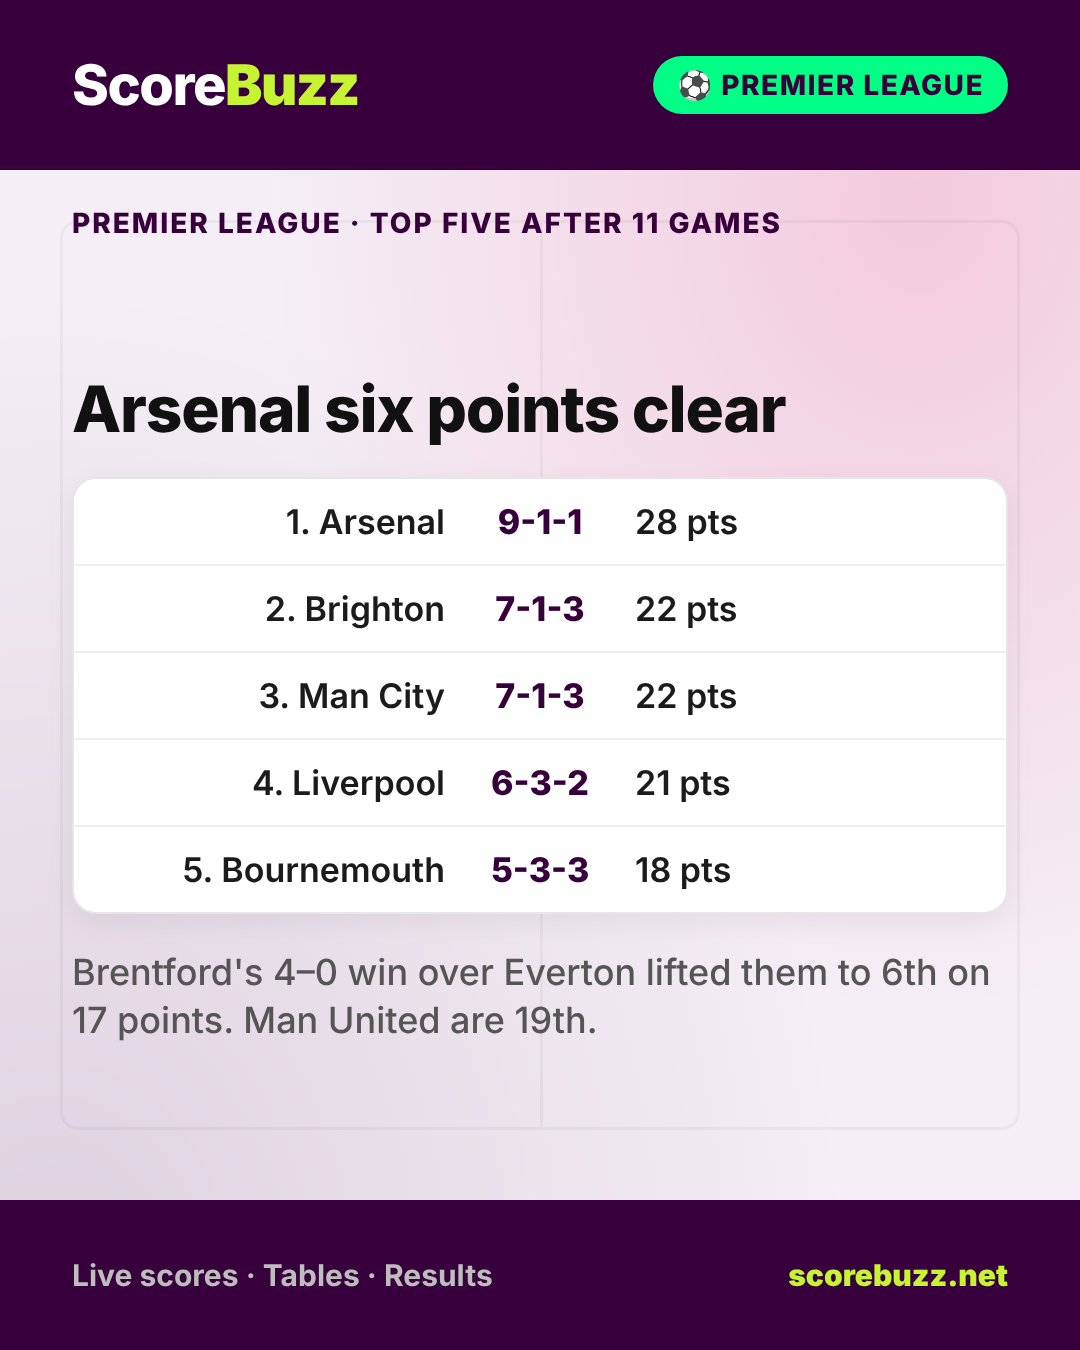 ScoreBuzz
⚽ PREMIER LEAGUE
PREMIER LEAGUE · TOP FIVE AFTER 11 GAMES
Arsenal six points clear
1. Arsenal 9-1-1 28 pts
2. Brighton 7-1-3 22 pts
3. Man City 7-1-3 22 pts
4. Liverpool 6-3-2 21 pts
5. Bournemouth 5-3-3 18 pts
Brentford's 4–0 win over Everton lifted them to 6th on
17 points. Man United are 19th.
Live scores · Tables · Results
scorebuzz.net